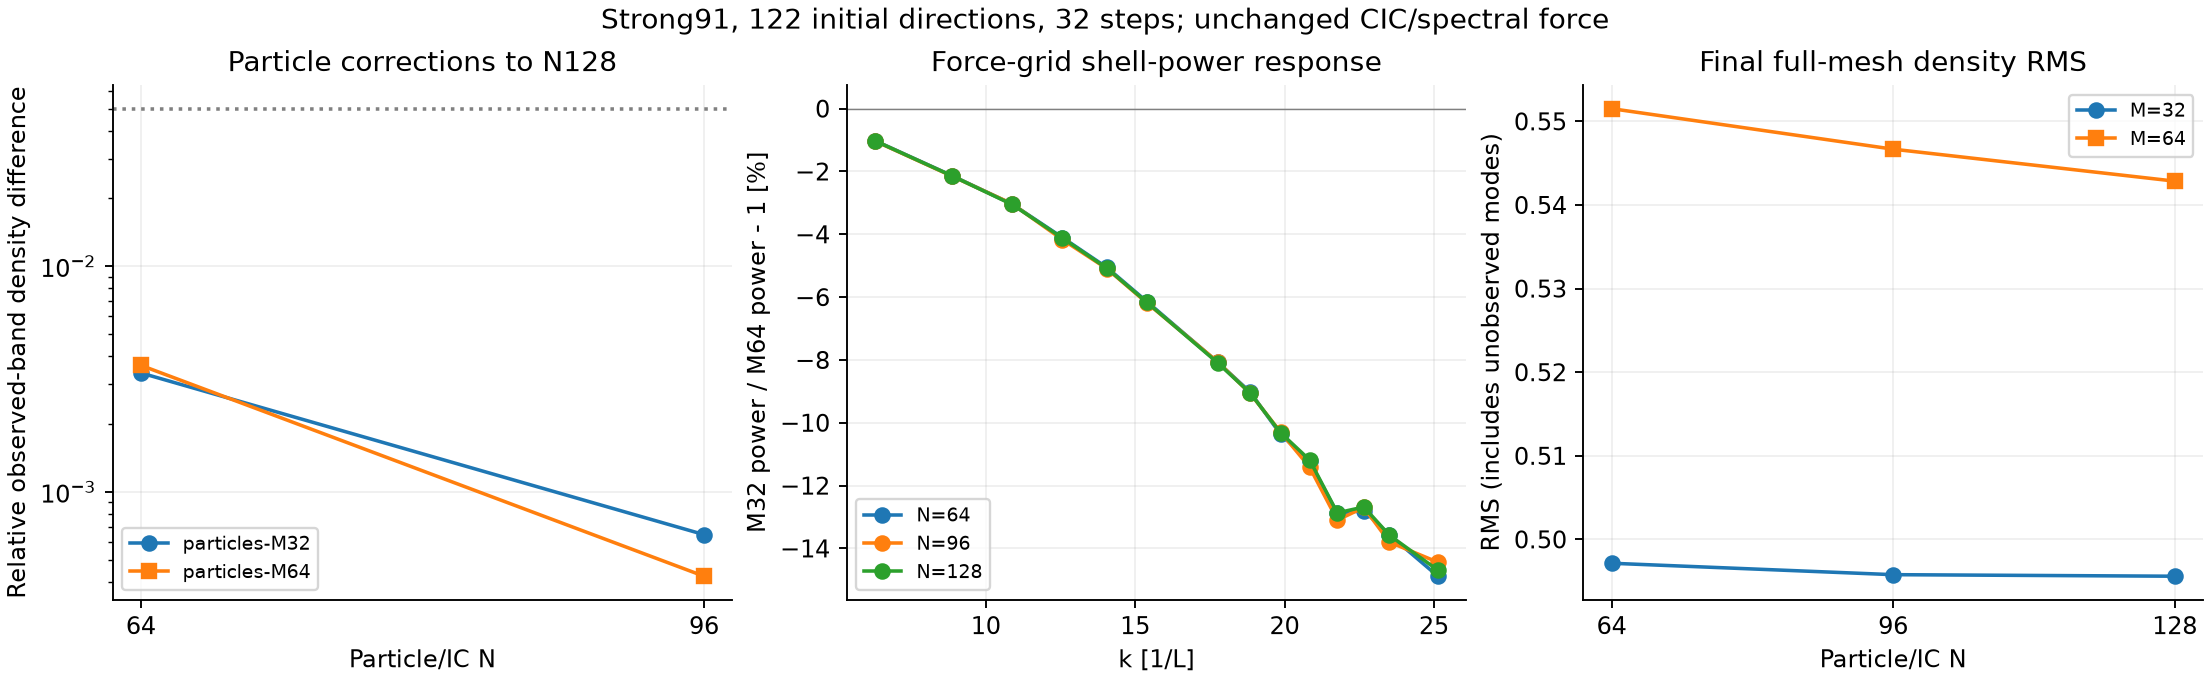 Strong91, 122 initial directions, 32 steps; unchanged CIC/spectral force
Particle corrections to N128
Relative observed-band density difference
10⁻²
10⁻³
particles-M32
particles-M64
64
96
Particle/IC N
Force-grid shell-power response
M32 power / M64 power - 1 [%]
0
−2
−4
−6
−8
−10
−12
−14
N=64
N=96
N=128
10
15
20
25
k [1/L]
Final full-mesh density RMS
RMS (includes unobserved modes)
M=32
M=64
0.55
0.54
0.53
0.52
0.51
0.50
64
96
128
Particle/IC N